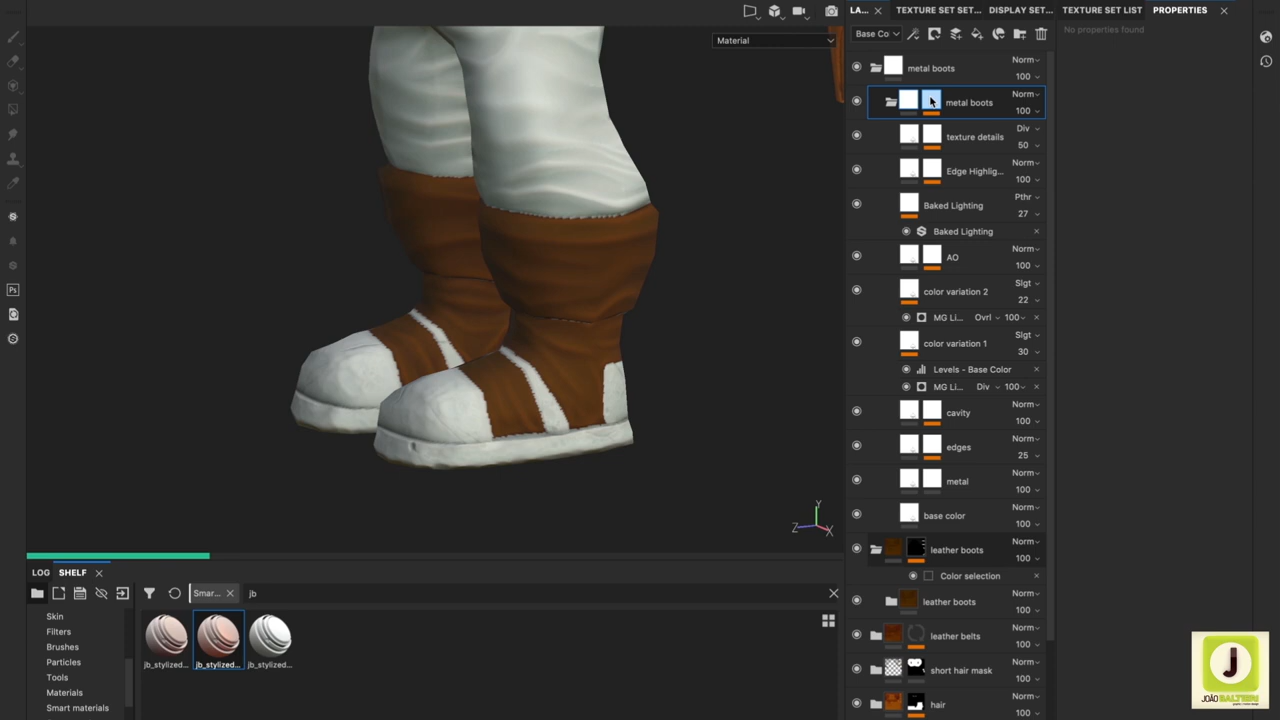 LA...
TEXTURE SET SET...
DISPLAY SET...
TEXTURE SET LIST
PROPERTIES
Material
Base Co
No properties found
metal boots
Norm
100
metal boots
Norm
100
texture details
Div
50
Edge Highlig...
Norm
100
Baked Lighting
Pthr
27
Baked Lighting
AO
Norm
100
color variation 2
Slgt
22
MG Li... Ovrl 100
color variation 1
Slgt
30
Levels - Base Color
MG Li... Div 100
cavity
Norm
100
edges
Norm
25
metal
Norm
100
base color
Norm
100
leather boots
Norm
100
Color selection
leather boots
Norm
100
leather belts
Norm
100
short hair mask
Norm
100
hair
Norm
100
Y
Z
X
LOG
SHELF
Ps
Smar...
jb
Skin
Filters
Brushes
Particles
Tools
Materials
Smart materials
jb_stylized...
jb_stylized...
jb_stylized...
J
JOÃO BALTIERI